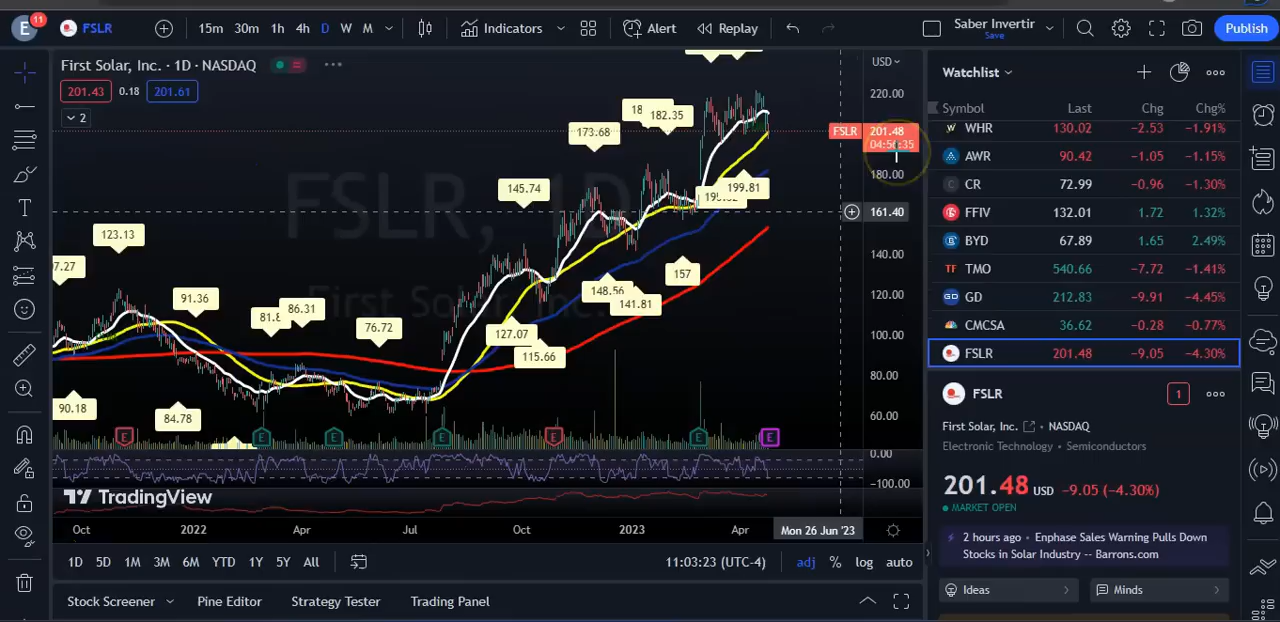 E 11 FSLR 15m 30m 1h 4h D W M Indicators Alert Replay Saber Invertir Save Publish
First Solar, Inc. · 1D · NASDAQ
201.43 0.18 201.61
2
USD
220.00
180.00
140.00
120.00
100.00
80.00
60.00
0.00
−100.00
FSLR 201.48
04:56:35
161.40
FSLR, 1D
First Solar Inc.
123.13
91.36
86.31
76.72
145.74
173.68
182.35
199.81
157
148.56
141.81
127.07
115.66
90.18
84.78
E E E E E E E
TradingView
Oct 2022 Apr Jul Oct 2023 Apr Mon 26 Jun '23
1D 5D 1M 3M 6M YTD 1Y 5Y All 11:03:23 (UTC-4) adj % log auto
Stock Screener Pine Editor Strategy Tester Trading Panel
Watchlist
Symbol Last Chg Chg%
WHR 130.02 −2.53 −1.91%
AWR 90.42 −1.05 −1.15%
CR 72.99 −0.96 −1.30%
FFIV 132.01 1.72 1.32%
BYD 67.89 1.65 2.49%
TMO 540.66 −7.72 −1.41%
GD 212.83 −9.91 −4.45%
CMCSA 36.62 −0.28 −0.77%
FSLR 201.48 −9.05 −4.30%
FSLR 1
First Solar, Inc. • NASDAQ
Electronic Technology • Semiconductors
201.48 USD −9.05 (−4.30%)
MARKET OPEN
2 hours ago • Enphase Sales Warning Pulls Down
Stocks in Solar Industry -- Barrons.com
Ideas Minds